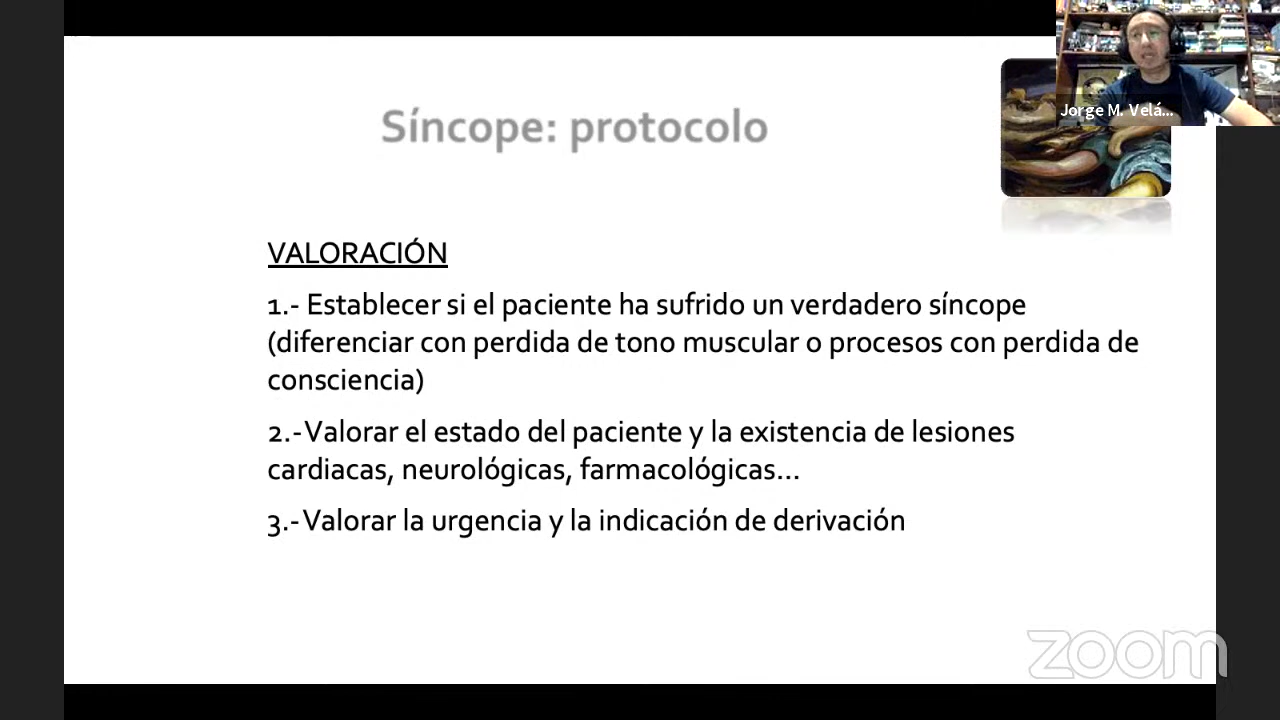 Síncope: protocolo
Jorge M. Velá...
VALORACIÓN
1.- Establecer si el paciente ha sufrido un verdadero síncope
(diferenciar con perdida de tono muscular o procesos con perdida de
consciencia)
2.- Valorar el estado del paciente y la existencia de lesiones
cardiacas, neurológicas, farmacológicas...
3.- Valorar la urgencia y la indicación de derivación
zoom